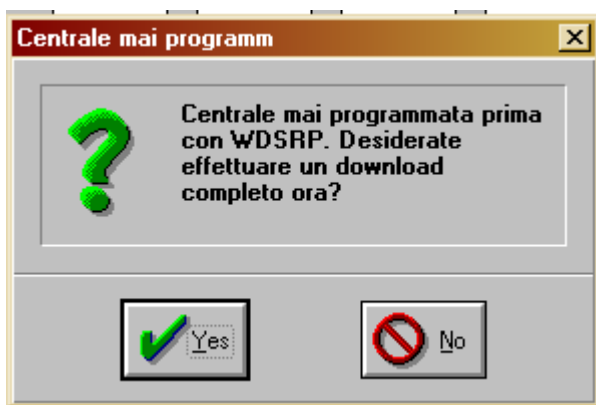 Centrale mai programm
Centrale mai programmata prima
con WDSRP. Desiderate
effettuare un download
completo ora?
Yes
No